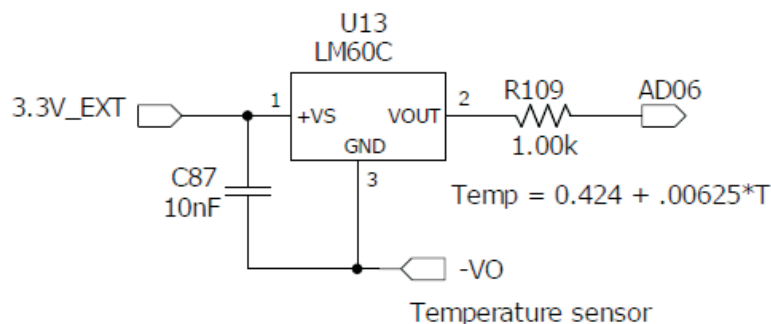 U13
LM60C
3.3V_EXT
1
+VS
VOUT
2
R109
AD06
1.00k
GND
3
C87
10nF
Temp = 0.424 + .00625*T
-VO
Temperature sensor